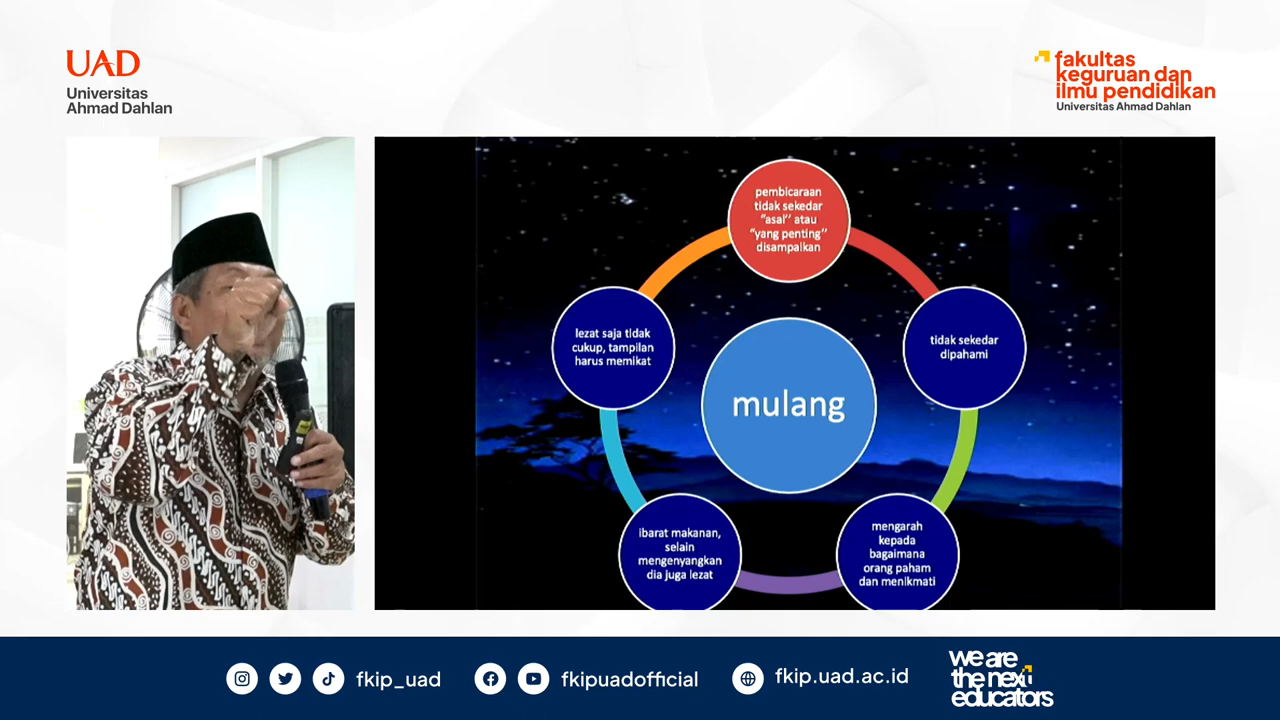 UAD
Universitas
Ahmad Dahlan
fakultas
keguruan dan
ilmu pendidikan
Universitas Ahmad Dahlan
pembicaraan
tidak sekedar
“asal’’ atau
“yang penting’’
disampaikan
lezat saja tidak
cukup, tampilan
harus memikat
tidak sekedar
dipahami
mulang
ibarat makanan,
selain
mengenyangkan
dia juga lezat
mengarah
kepada
bagaimana
orang paham
dan menikmati
fkip_uad
fkipuadofficial
fkip.uad.ac.id
we are
the next
educators